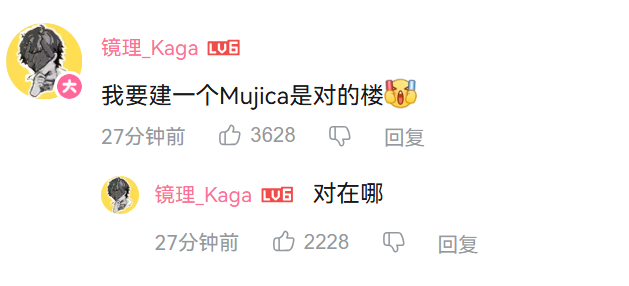 镜理_Kaga LV6
大
我要建一个Mujica是对的楼
27分钟前 3628 回复
镜理_Kaga LV6 对在哪
27分钟前 2228 回复